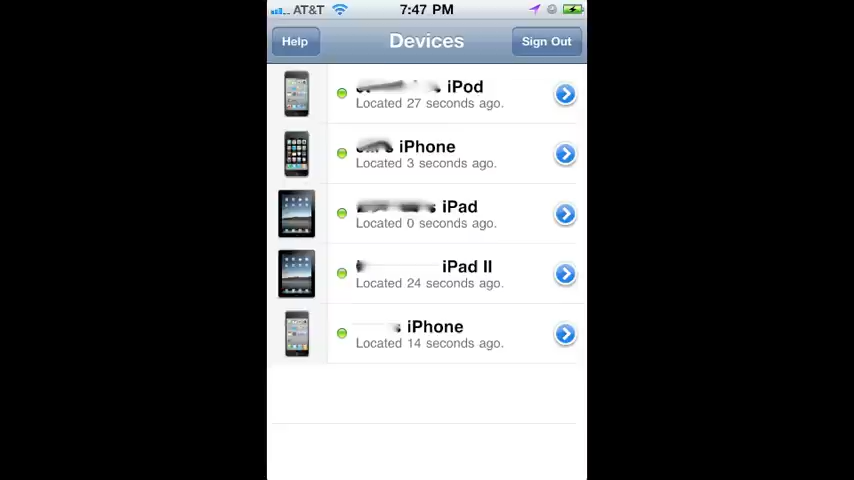 AT&T 7:47 PM
Help Devices Sign Out
iPod
Located 27 seconds ago.
iPhone
Located 3 seconds ago.
iPad
Located 0 seconds ago.
iPad II
Located 24 seconds ago.
iPhone
Located 14 seconds ago.